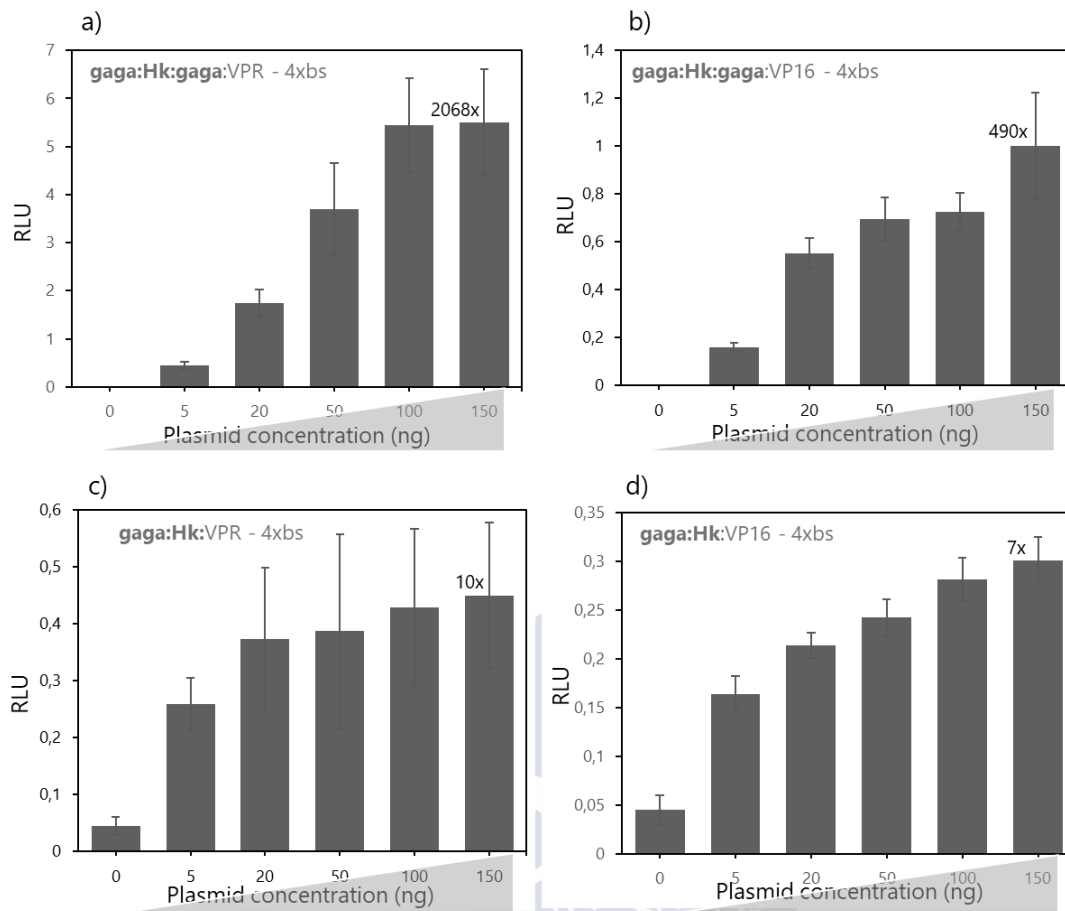 a)
gaga:Hk:gaga:VPR - 4xbs
2068x
7
6
5
4
3
2
1
0
RLU
0 5 20 50 100 150
Plasmid concentration (ng)
b)
gaga:Hk:gaga:VP16 - 4xbs
490x
1,4
1,2
1
0,8
0,6
0,4
0,2
0
RLU
0 5 20 50 100 150
Plasmid concentration (ng)
c)
gaga:Hk:VPR - 4xbs
10x
0,6
0,5
0,4
0,3
0,2
0,1
0
RLU
0 5 20 50 100 150
Plasmid concentration (ng)
d)
gaga:Hk:VP16 - 4xbs
7x
0,35
0,3
0,25
0,2
0,15
0,1
0,05
0
RLU
0 5 20 50 100 150
Plasmid concentration (ng)